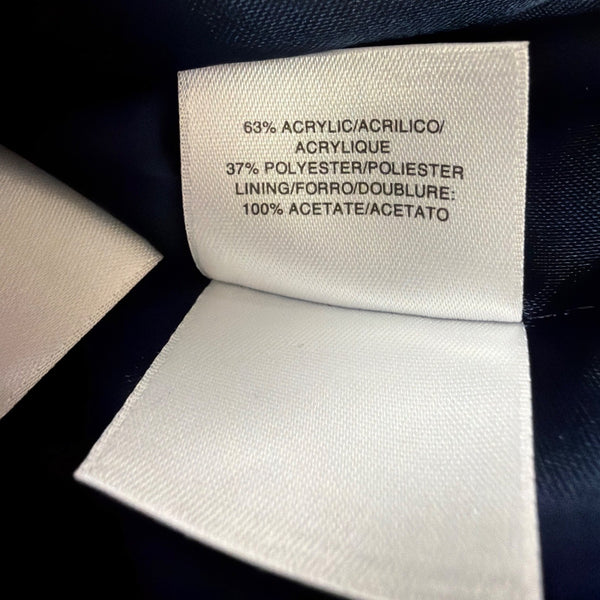 63% ACRYLIC/ACRILICO/
ACRYLIQUE
37% POLYESTER/POLIESTER
LINING/FORRO/DOUBLURE:
100% ACETATE/ACETATO